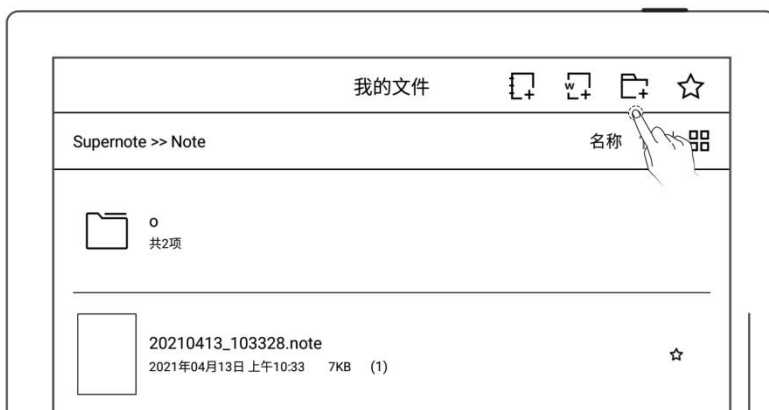 我的文件
W
Supernote >> Note
名称
o
共2项
20210413_103328.note
2021年04月13日 上午10:33 7KB (1)